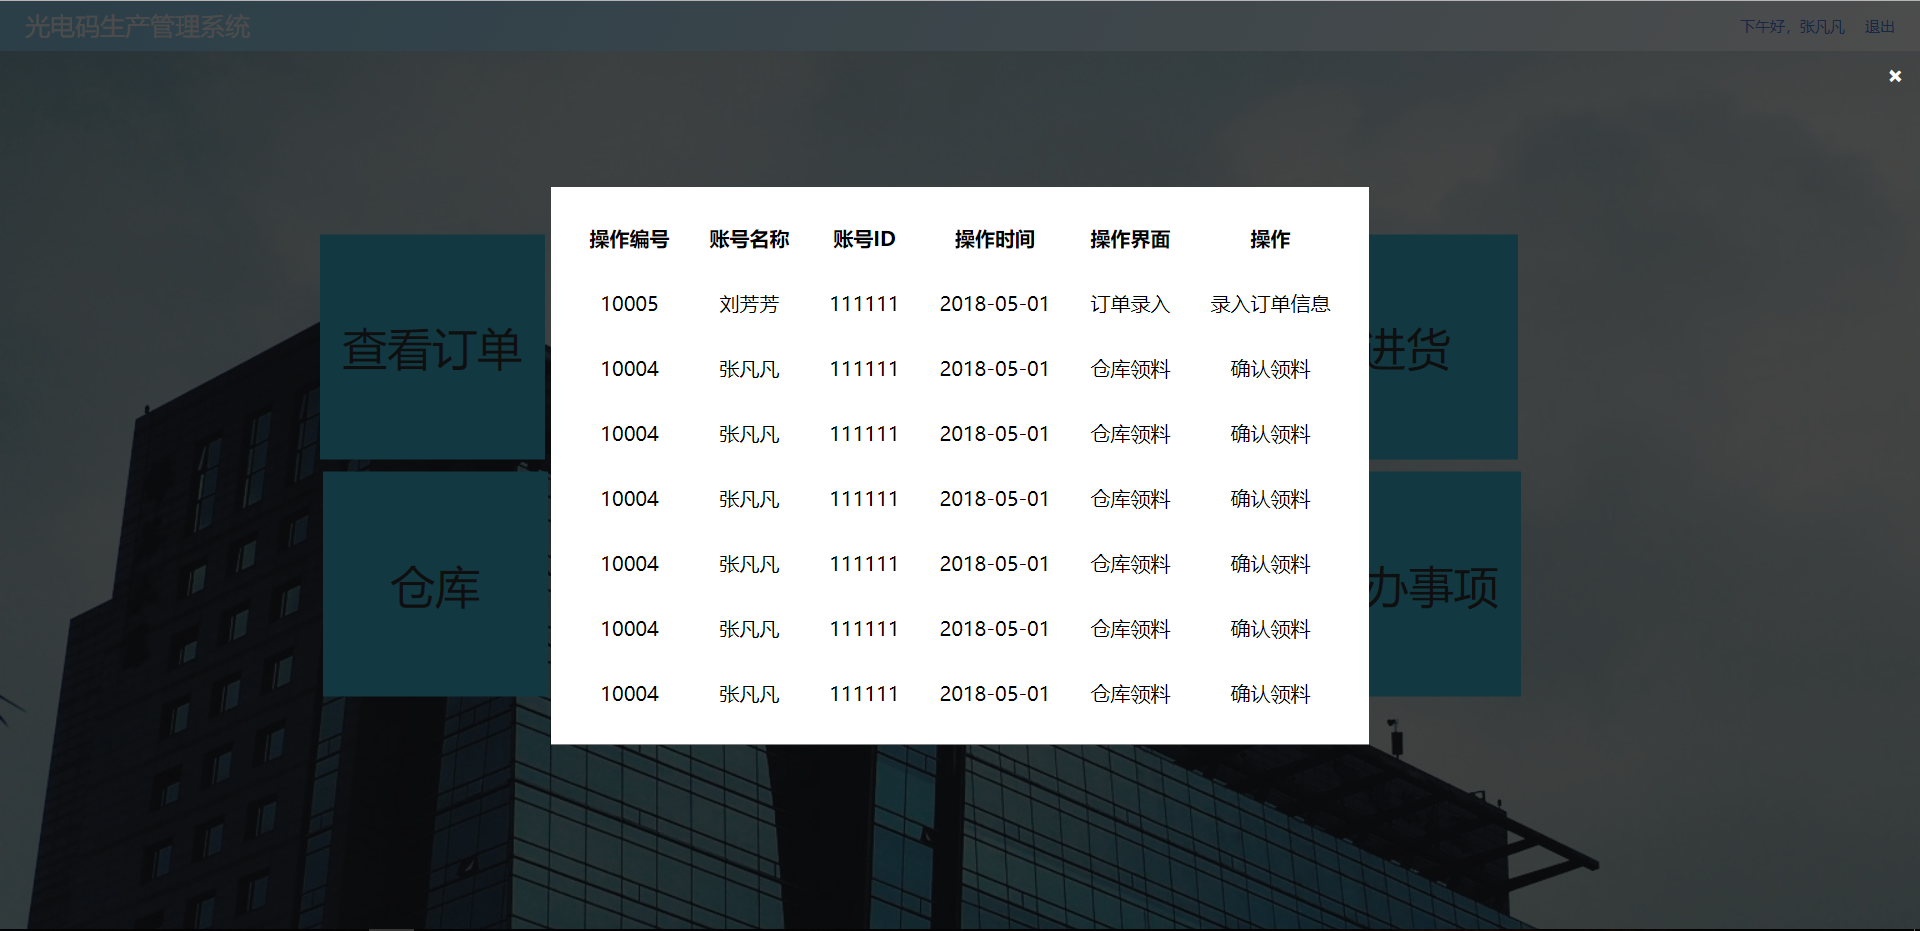 光电码生产管理系统
下午好，张凡凡 退出
×
操作编号 账号名称 账号ID 操作时间 操作界面 操作
10005 刘芳芳 111111 2018-05-01 订单录入 录入订单信息
10004 张凡凡 111111 2018-05-01 仓库领料 确认领料
10004 张凡凡 111111 2018-05-01 仓库领料 确认领料
10004 张凡凡 111111 2018-05-01 仓库领料 确认领料
10004 张凡凡 111111 2018-05-01 仓库领料 确认领料
10004 张凡凡 111111 2018-05-01 仓库领料 确认领料
10004 张凡凡 111111 2018-05-01 仓库领料 确认领料
查看订单
进货
仓库
办事项